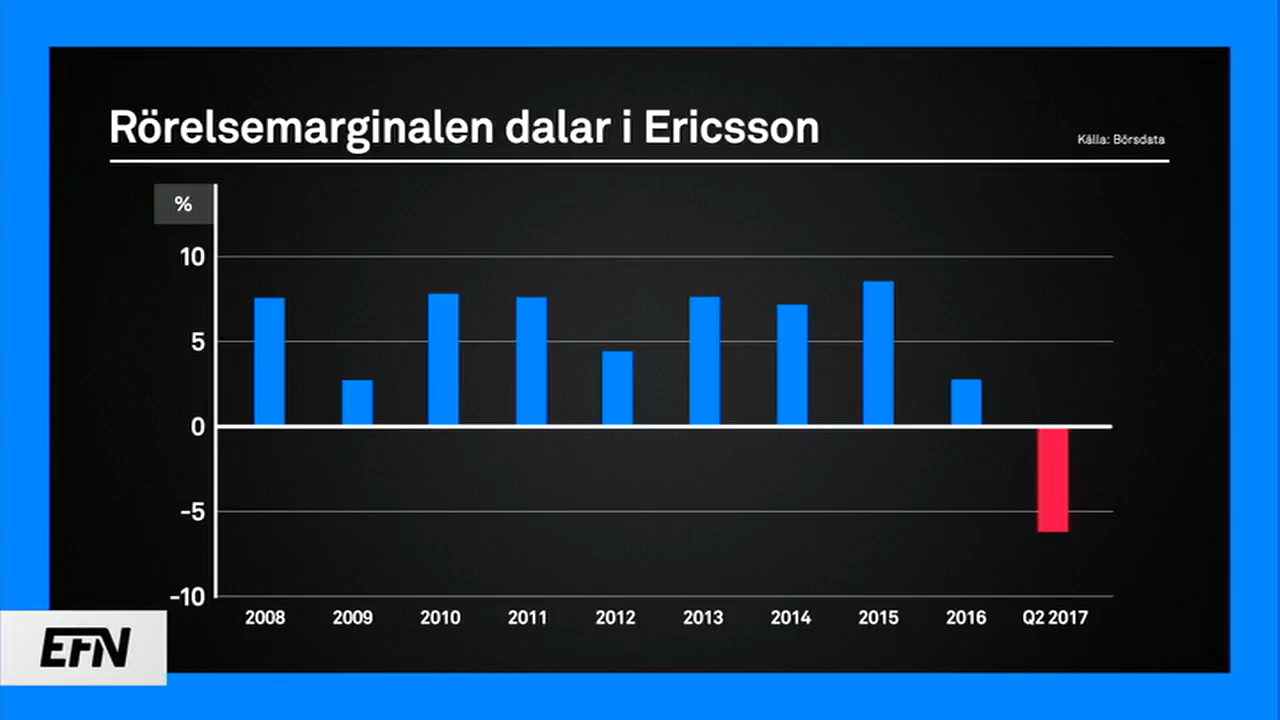 Rörelsemarginalen dalar i Ericsson
Källa: Börsdata
%
10
5
0
-5
-10
2008 2009 2010 2011 2012 2013 2014 2015 2016 Q2 2017
EFN